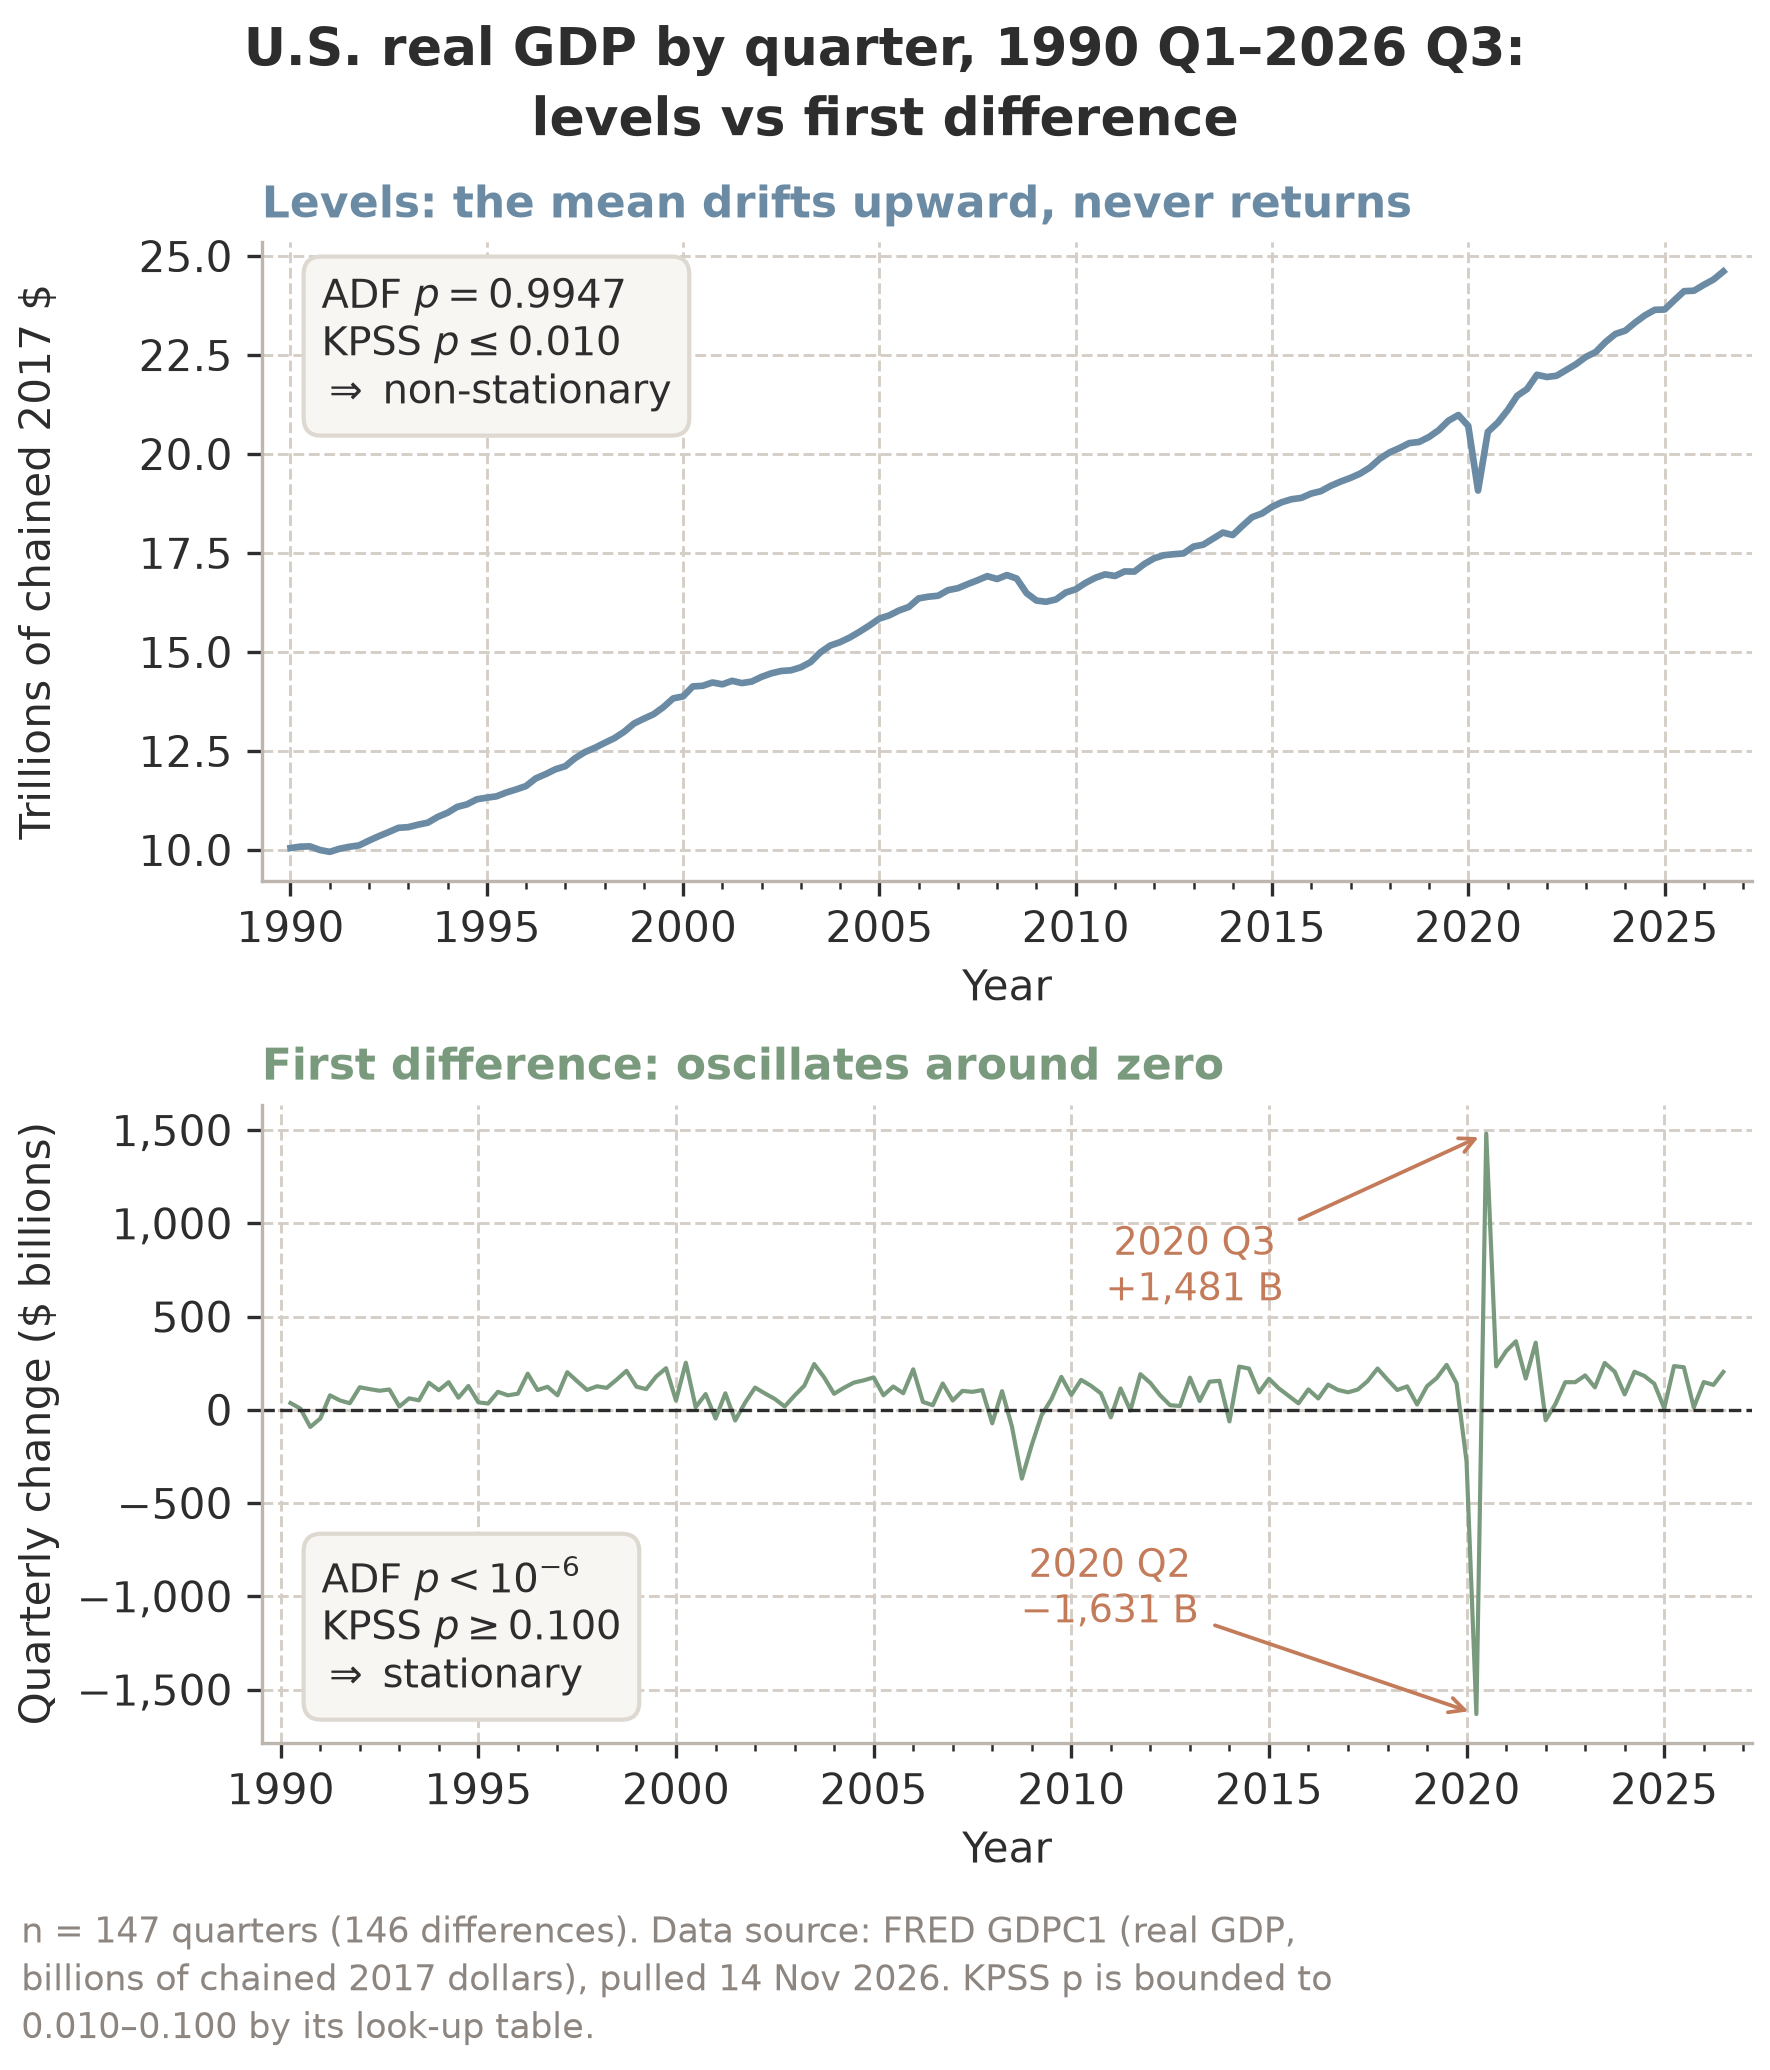 U.S. real GDP by quarter, 1990 Q1–2026 Q3:
levels vs first difference
Levels: the mean drifts upward, never returns
Trillions of chained 2017 $
25.0
22.5
20.0
17.5
15.0
12.5
10.0
ADF p = 0.9947
KPSS p ≤ 0.010
⇒ non-stationary
1990 1995 2000 2005 2010 2015 2020 2025
Year
First difference: oscillates around zero
Quarterly change ($ billions)
1,500
1,000
500
0
−500
−1,000
−1,500
2020 Q3
+1,481 B
2020 Q2
−1,631 B
ADF p < 10⁻⁶
KPSS p ≥ 0.100
⇒ stationary
1990 1995 2000 2005 2010 2015 2020 2025
Year
n = 147 quarters (146 differences). Data source: FRED GDPC1 (real GDP,
billions of chained 2017 dollars), pulled 14 Nov 2026. KPSS p is bounded to
0.010–0.100 by its look-up table.